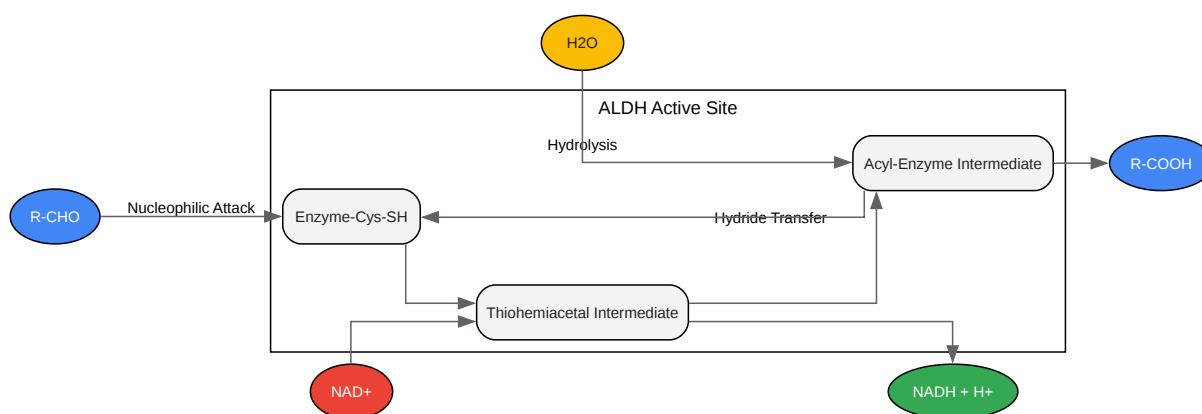 H2O
ALDH Active Site
Hydrolysis
Acyl-Enzyme Intermediate
R-COOH
R-CHO
Nucleophilic Attack
Enzyme-Cys-SH
Hydride Transfer
Thiohemiacetal Intermediate
NAD+
NADH + H+